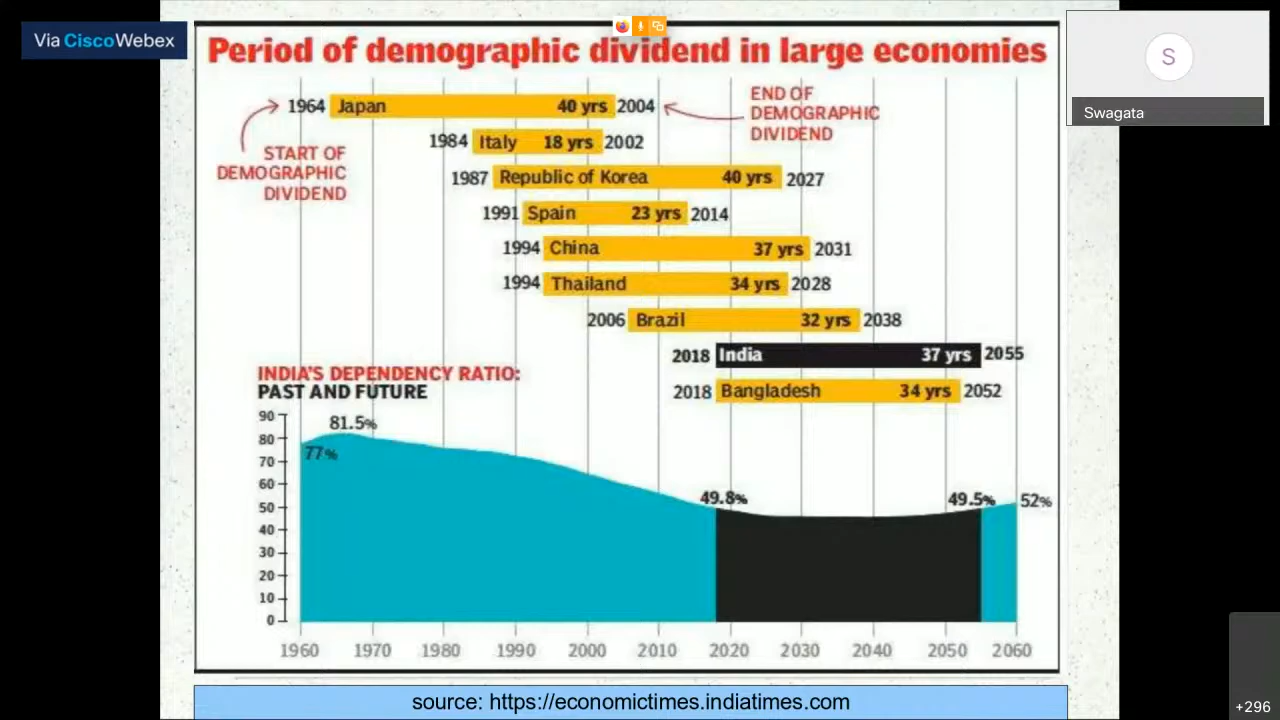 Via CiscoWebex
S
Swagata
Period of demographic dividend in large economies
1964 Japan 40 yrs 2004
END OF
DEMOGRAPHIC
DIVIDEND
START OF
DEMOGRAPHIC
DIVIDEND
1984 Italy 18 yrs 2002
1987 Republic of Korea 40 yrs 2027
1991 Spain 23 yrs 2014
1994 China 37 yrs 2031
1994 Thailand 34 yrs 2028
2006 Brazil 32 yrs 2038
2018 India 37 yrs 2055
2018 Bangladesh 34 yrs 2052
INDIA'S DEPENDENCY RATIO:
PAST AND FUTURE
90
80
70
60
50
40
30
20
10
0
81.5%
77%
49.8%
49.5%
52%
1960 1970 1980 1990 2000 2010 2020 2030 2040 2050 2060
source: https://economictimes.indiatimes.com
+296